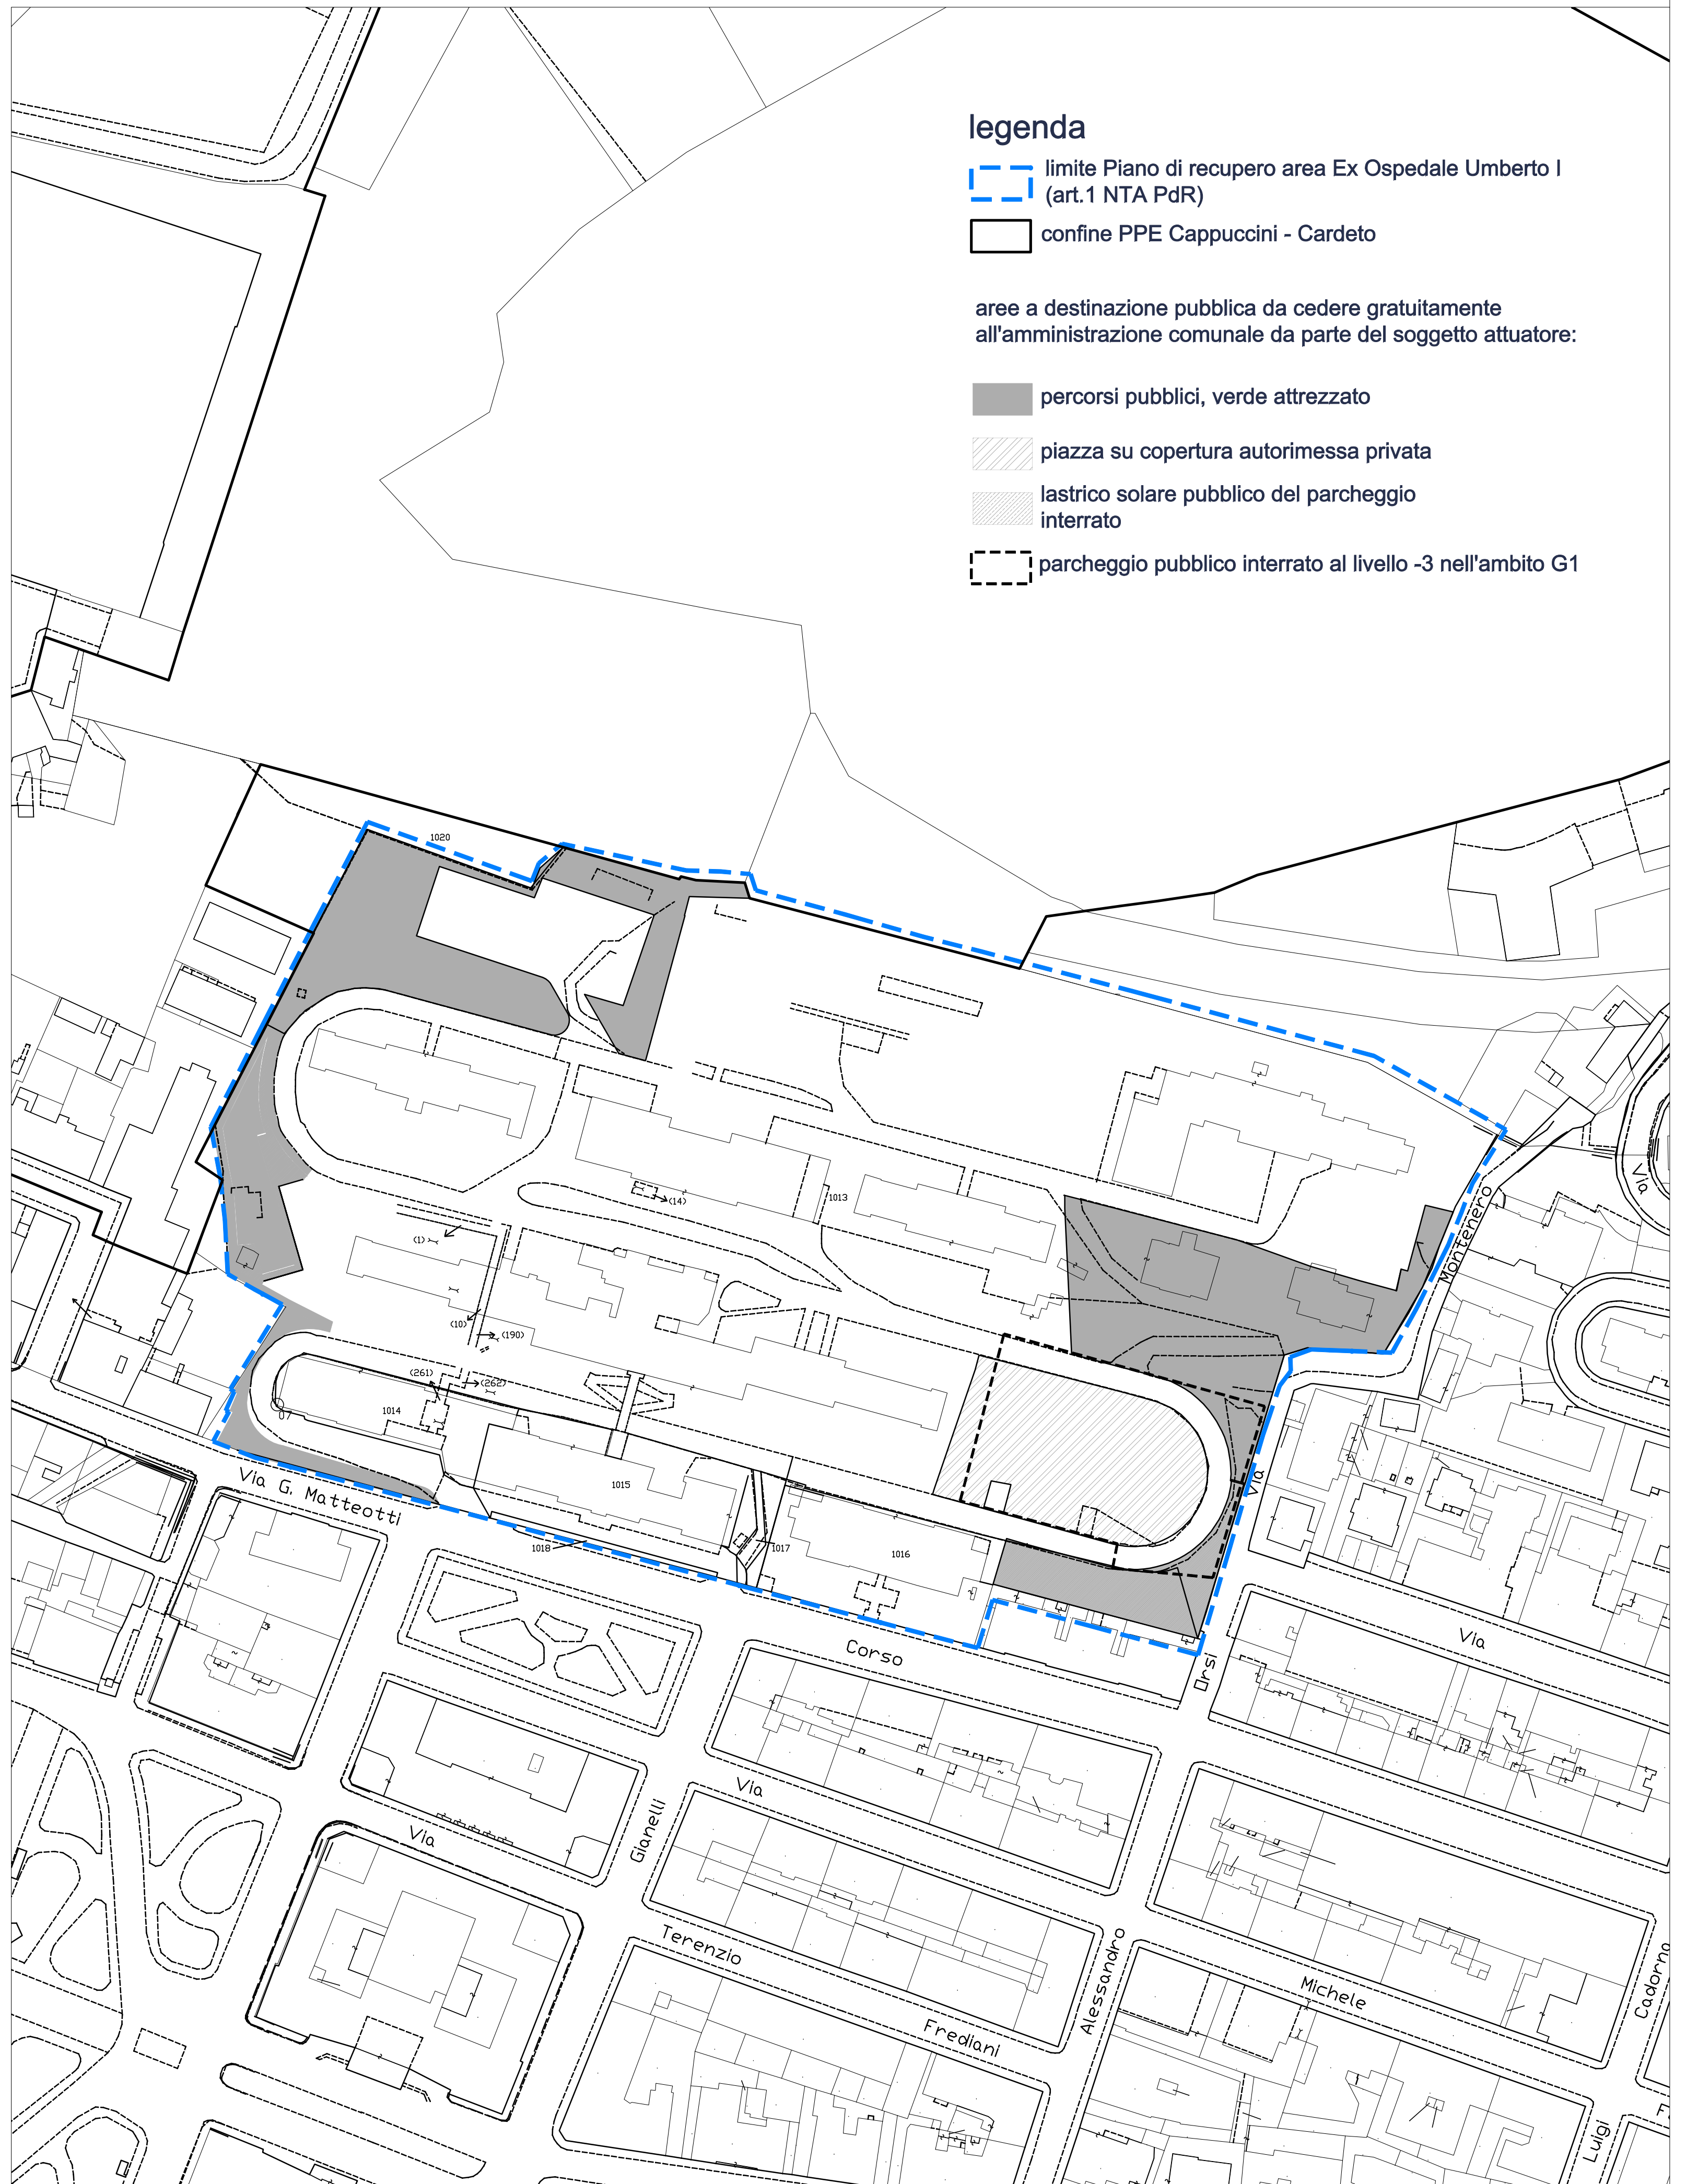 legenda
limite Piano di recupero area Ex Ospedale Umberto I
(art.1 NTA PdR)
confine PPE Cappuccini - Cardeto
aree a destinazione pubblica da cedere gratuitamente
all'amministrazione comunale da parte del soggetto attuatore:
percorsi pubblici, verde attrezzato
piazza su copertura autorimessa privata
lastrico solare pubblico del parcheggio
interrato
parcheggio pubblico interrato al livello -3 nell'ambito G1
1020
Via
Montenero
(14)
1013
(1)
(10)
(190)
(261)
(262)
1014
07
1015
Via
Via G. Matteotti
1018
1017
1016
Corso
Orsi
Via
Via
Gianelli
Via
Terenzio
Frediani
Alessandro
Michele
Cadorna
Luigi